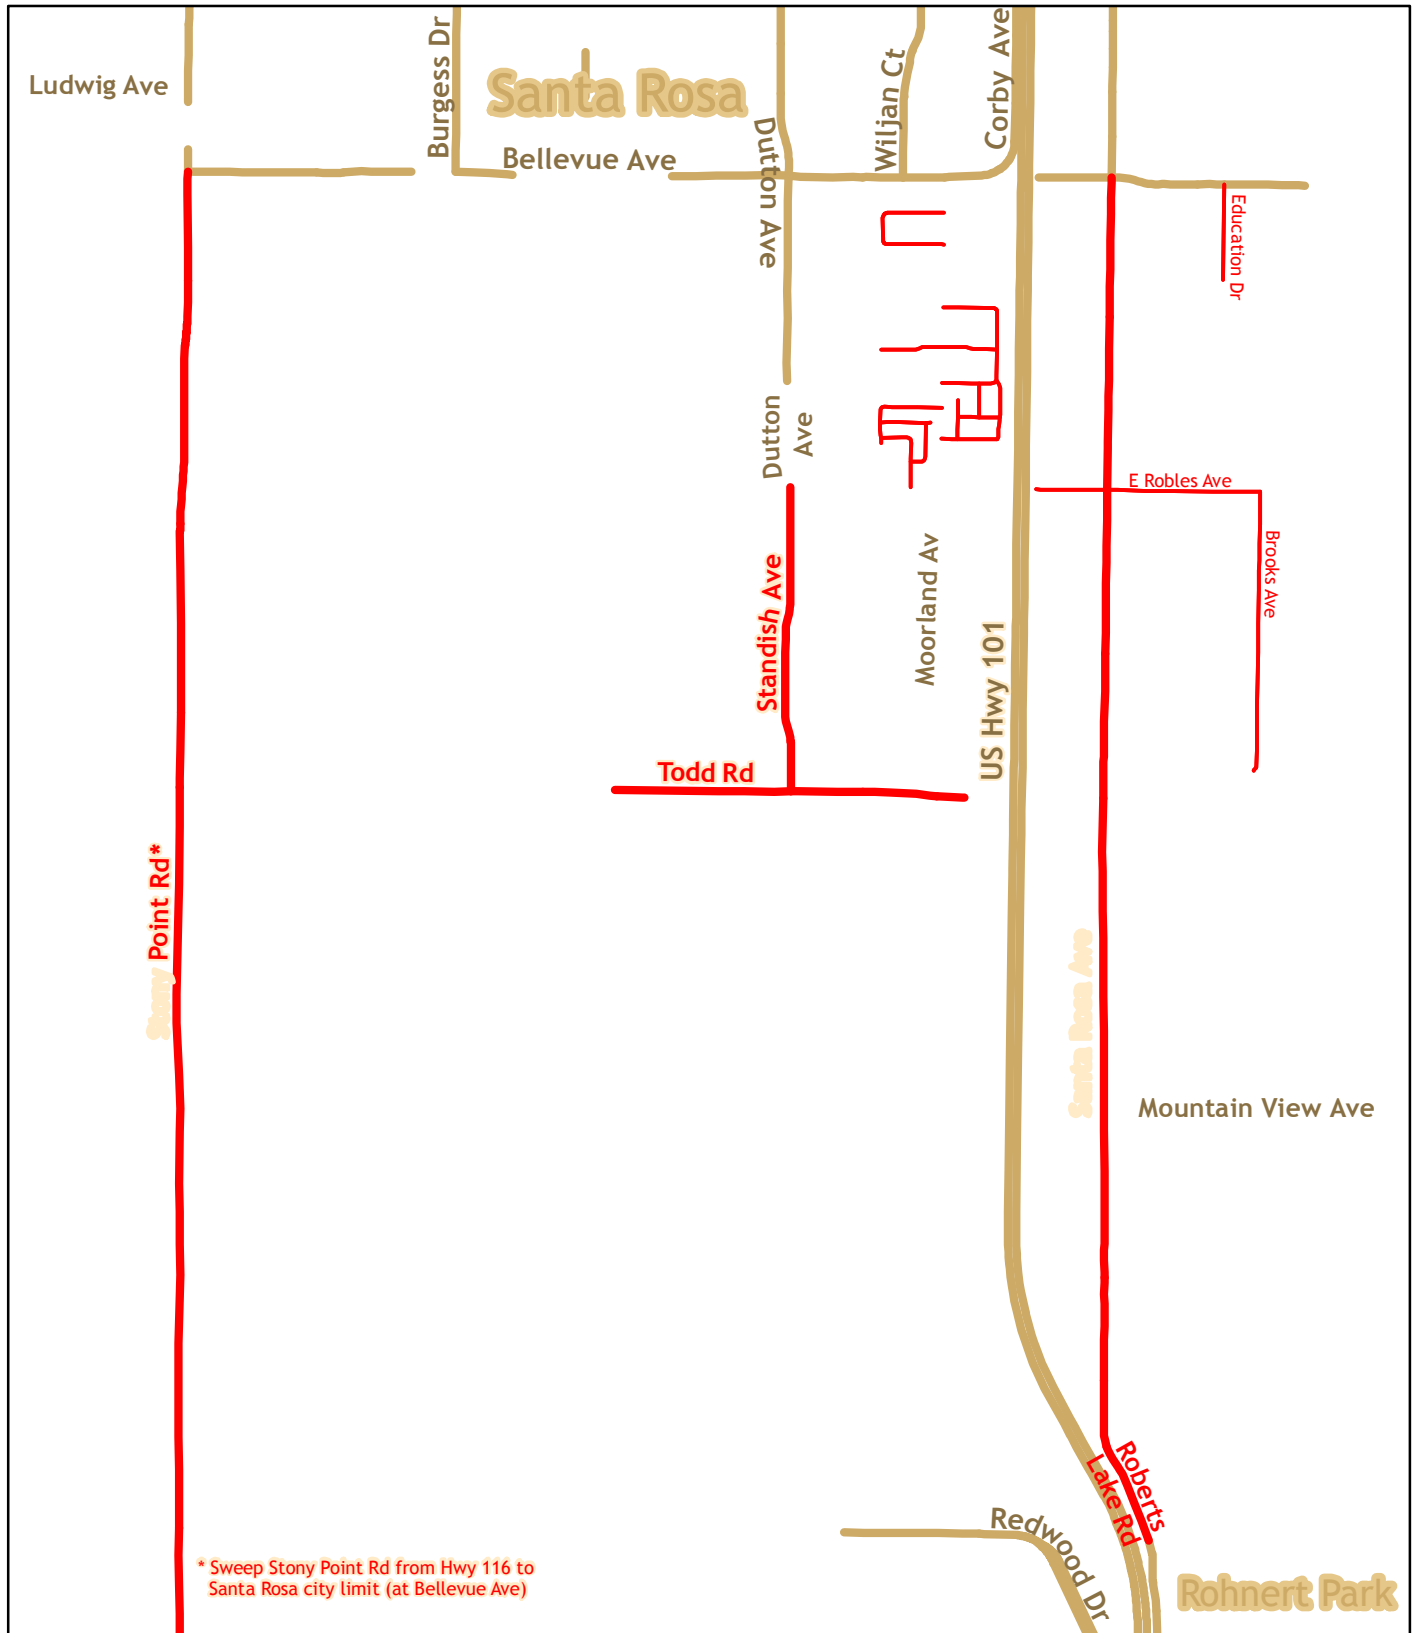 Ludwig Ave
Burgess Dr
Santa Rosa
Bellevue Ave
Dutton Ave
Wiljan Ct
Corby Ave
Education Dr
Dutton
Ave
E Robles Ave
Brooks Ave
Standish Ave
Moorland Av
US Hwy 101
Todd Rd
Stony Point Rd*
Santa Rosa Ave
Mountain View Ave
Roberts
Lake Rd
Redwood Dr
* Sweep Stony Point Rd from Hwy 116 to
Santa Rosa city limit (at Bellevue Ave)
Rohnert Park